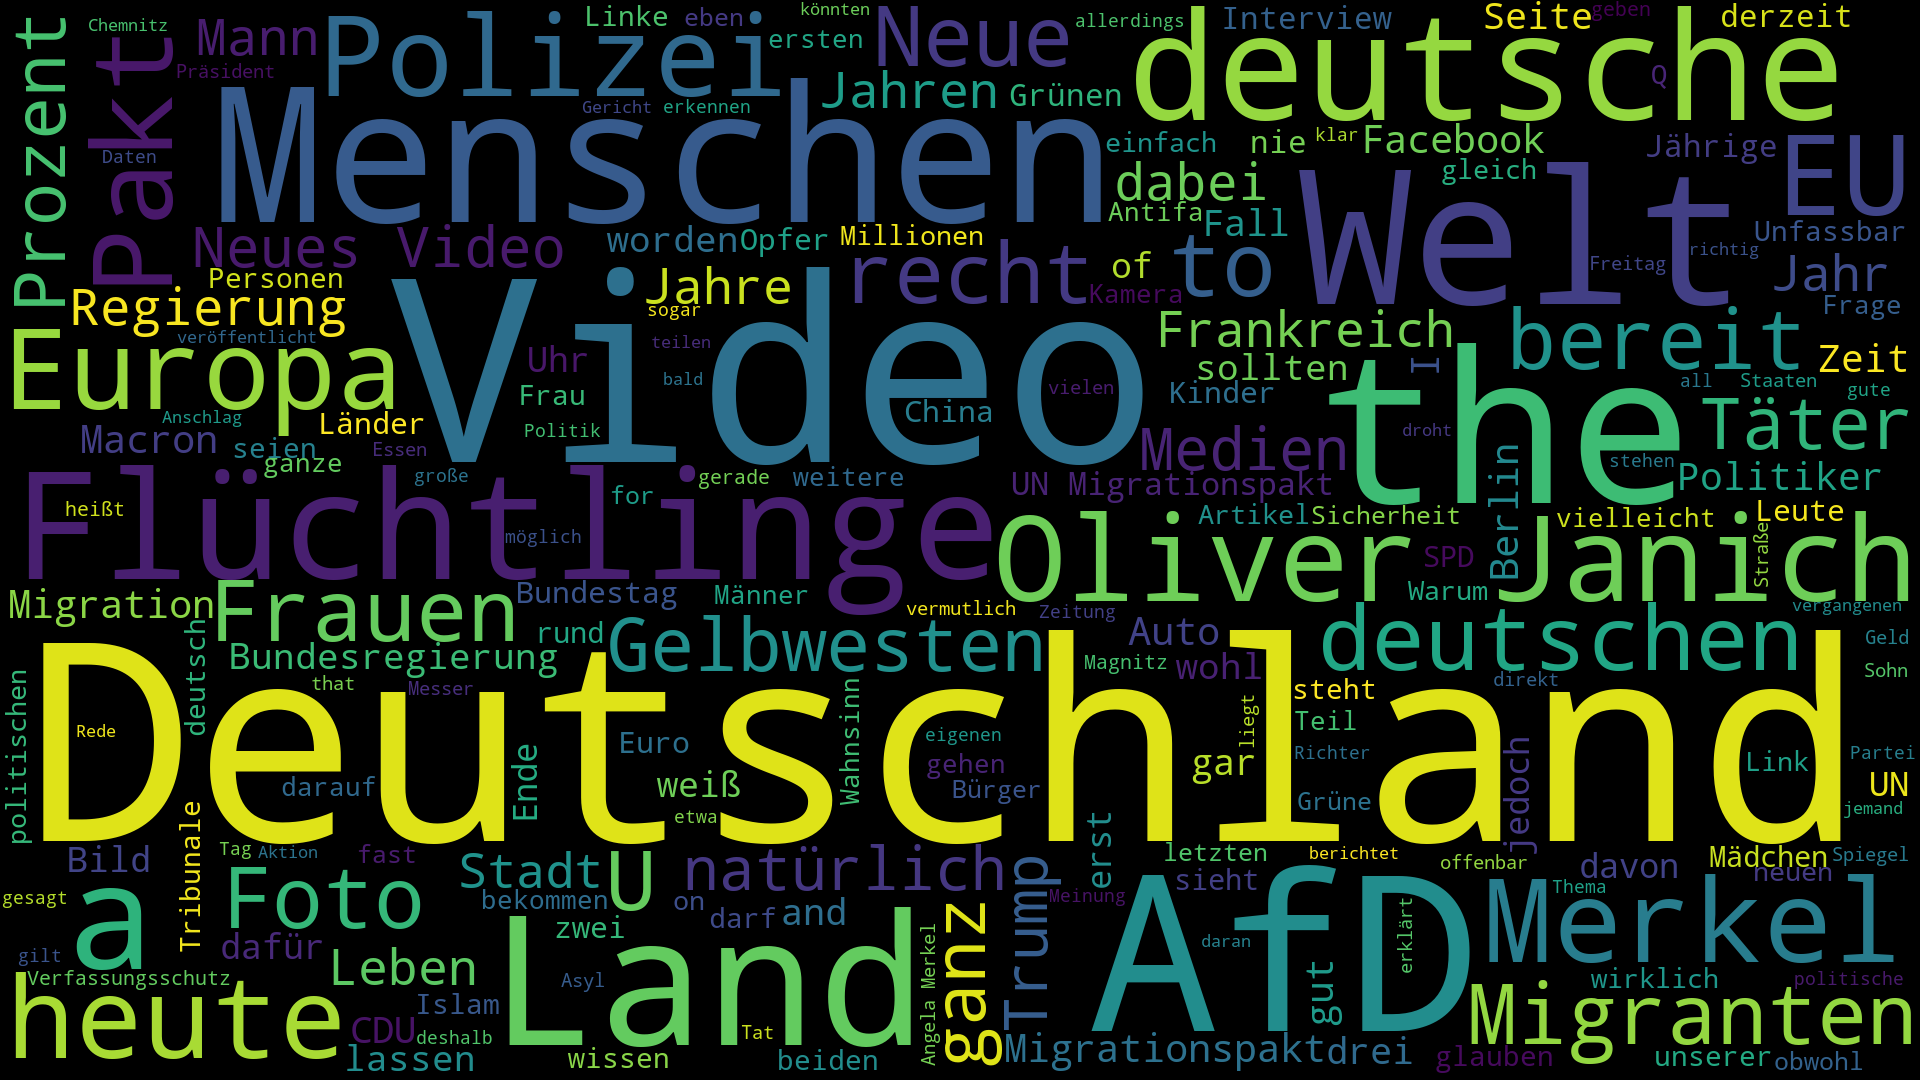 Chemnitz
Prozent
Pakt
Mann
Präsident
Polizei
Linke
eben
könnten
ersten
Neue
allerdings
Interview
Seite
geben
derzeit
deutsche
Q
Jahren
Grünen
Gericht
erkennen
Menschen
Daten
einfach
nie
klar
Facebook
Jährige
EU
gleich
dabei
Welt
Antifa
Fall
Neues Video
worden
Opfer
Millionen
recht
of
to
Unfassbar
richtig
Freitag
Jahr
Personen
Jahre
Kamera
Frage
Regierung
sogar
Video
veröffentlicht
Europa
Uhr
teilen
Frankreich
bereit
Zeit
sollten
I
the
bald
vielen
Frau
Kinder
all
Staaten
gute
Anschlag
Länder
China
Politik
Macron
seien
Essen
Medien
droht
Täter
ganze
große
gerade
weitere
UN Migrationspakt
Berlin
stehen
Politiker
Flüchtlinge
heißt
for
Artikel
Sicherheit
vielleicht
Leute
möglich
Oliver Janich
SPD
Straße
Migration
Frauen
Bundestag
Männer
vermutlich
Zeitung
Warum
vergangenen
deutsch
rund
Gelbwesten
Auto
deutschen
Geld
Bundesregierung
Magnitz
wohl
Sohn
politischen
that
Messer
Wahnsinn
steht
direkt
Deutschland
Rede
Euro
eigenen
liegt
Teil
Richter
Link
Partei
Ende
gehen
gar
darauf
weiß
Bürger
Grüne
jedoch
UN
Tribunale
etwa
erst
jemand
Bild
Tag
Aktion
fast
Stadt
U
natürlich
letzten
berichtet
offenbar
davon
Mädchen
Spiegel
gesagt
a
Foto
bekommen
on
Trump
Meinung
sieht
AfD
Thema
neuen
Merkel
zwei
darf
and
daran
erklärt
dafür
Land
ganz
Angela Merkel
gilt
Verfassungsschutz
Leben
Asyl
gut
wirklich
politische
heute
Islam
CDU
deshalb
Tat
Migranten
lassen
wissen
beiden
Migrationspakt
drei
glauben
unserer
obwohl